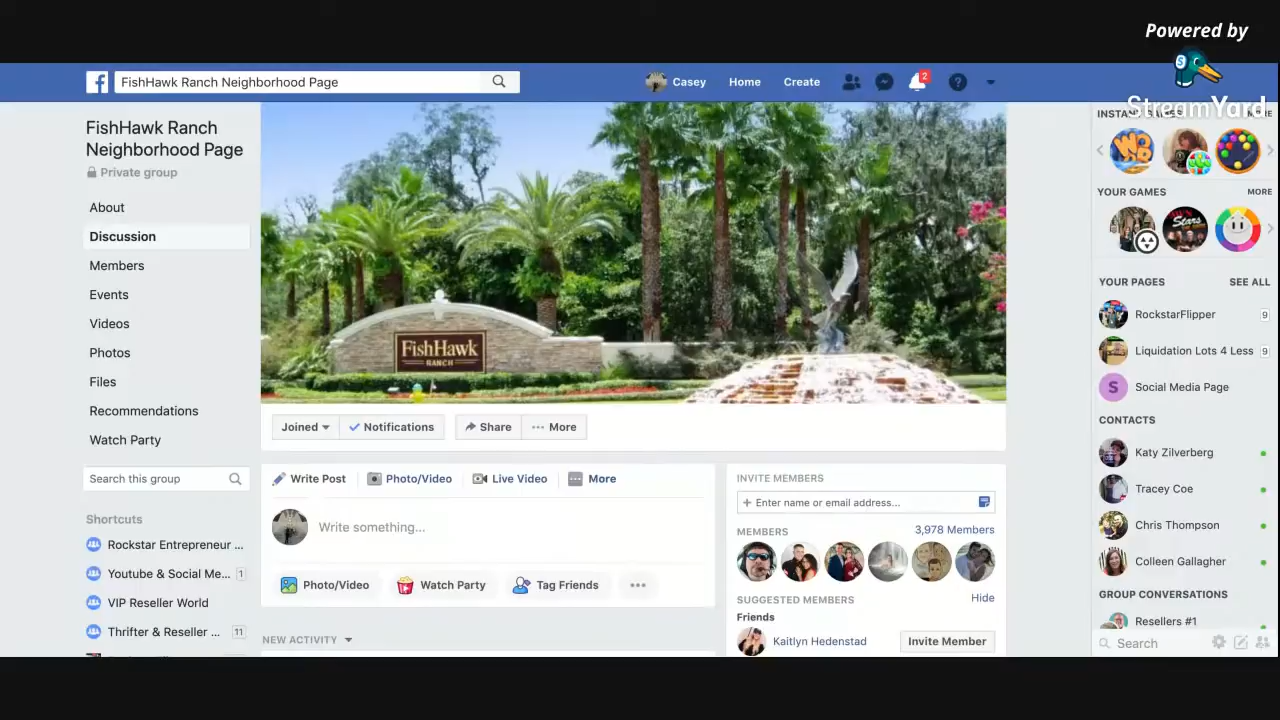 Powered by
StreamYard
FishHawk Ranch Neighborhood Page
Casey
Home
Create
2
FishHawk Ranch
Neighborhood Page
Private group
About
Discussion
Members
Events
Videos
Photos
Files
Recommendations
Watch Party
Search this group
Shortcuts
Rockstar Entrepreneur ...
Youtube & Social Me... 1
VIP Reseller World
Thrifter & Reseller ... 11
FishHawk
RANCH
Joined
Notifications
Share
More
Write Post
Photo/Video
Live Video
More
Write something...
Photo/Video
Watch Party
Tag Friends
NEW ACTIVITY
INVITE MEMBERS
+ Enter name or email address...
MEMBERS
3,978 Members
SUGGESTED MEMBERS
Hide
Friends
Kaitlyn Hedenstad
Invite Member
YOUR GAMES
MORE
YOUR PAGES
SEE ALL
RockstarFlipper 9
Liquidation Lots 4 Less 9
S
Social Media Page
CONTACTS
Katy Zilverberg
Tracey Coe
Chris Thompson
Colleen Gallagher
GROUP CONVERSATIONS
Resellers #1
Search